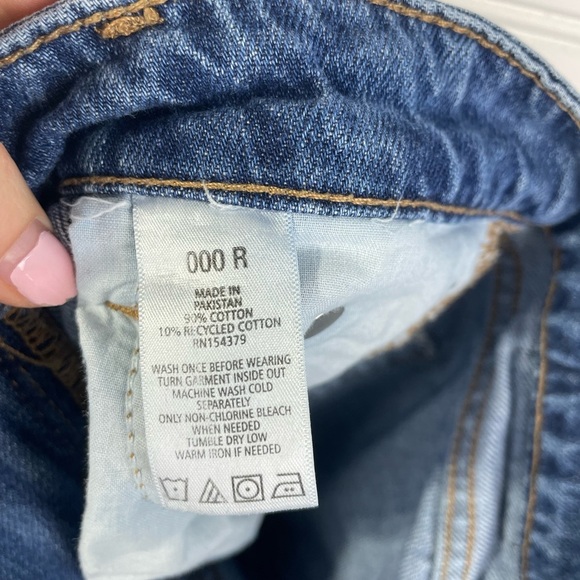 000 R
MADE IN
PAKISTAN
90% COTTON
10% RECYCLED COTTON
RN154379
WASH ONCE BEFORE WEARING
TURN GARMENT INSIDE OUT
MACHINE WASH COLD
SEPARATELY
ONLY NON-CHLORINE BLEACH
WHEN NEEDED
TUMBLE DRY LOW
WARM IRON IF NEEDED